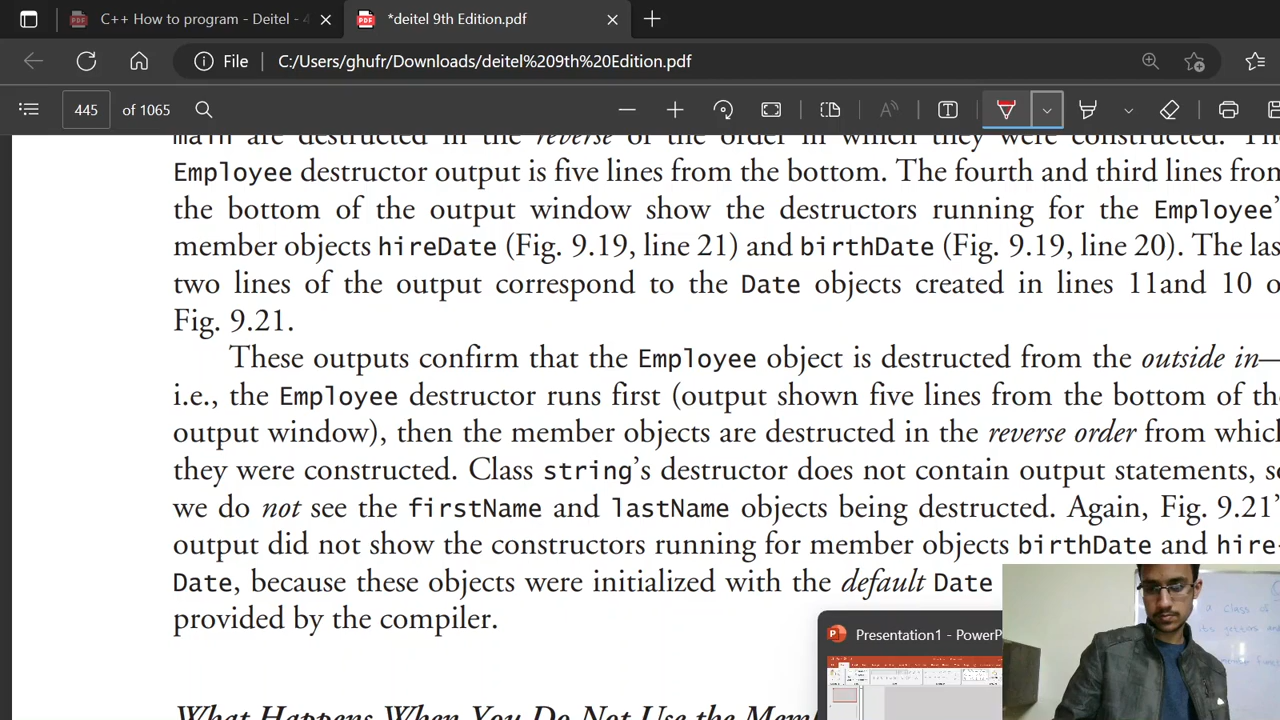 C++ How to program - Deitel - 4
*deitel 9th Edition.pdf
File
C:/Users/ghufr/Downloads/deitel%209th%20Edition.pdf
445 of 1065
main are destructed in the reverse of the order in which they were constructed. The
Employee destructor output is five lines from the bottom. The fourth and third lines from
the bottom of the output window show the destructors running for the Employee's
member objects hireDate (Fig. 9.19, line 21) and birthDate (Fig. 9.19, line 20). The las
two lines of the output correspond to the Date objects created in lines 11and 10 o
Fig. 9.21.
These outputs confirm that the Employee object is destructed from the outside in—
i.e., the Employee destructor runs first (output shown five lines from the bottom of the
output window), then the member objects are destructed in the reverse order from which
they were constructed. Class string's destructor does not contain output statements, so
we do not see the firstName and lastName objects being destructed. Again, Fig. 9.21'
output did not show the constructors running for member objects birthDate and hire-
Date, because these objects were initialized with the default Date
provided by the compiler.
Presentation1 - PowerP
What Happens When You Do Not Use the Mem
a class of